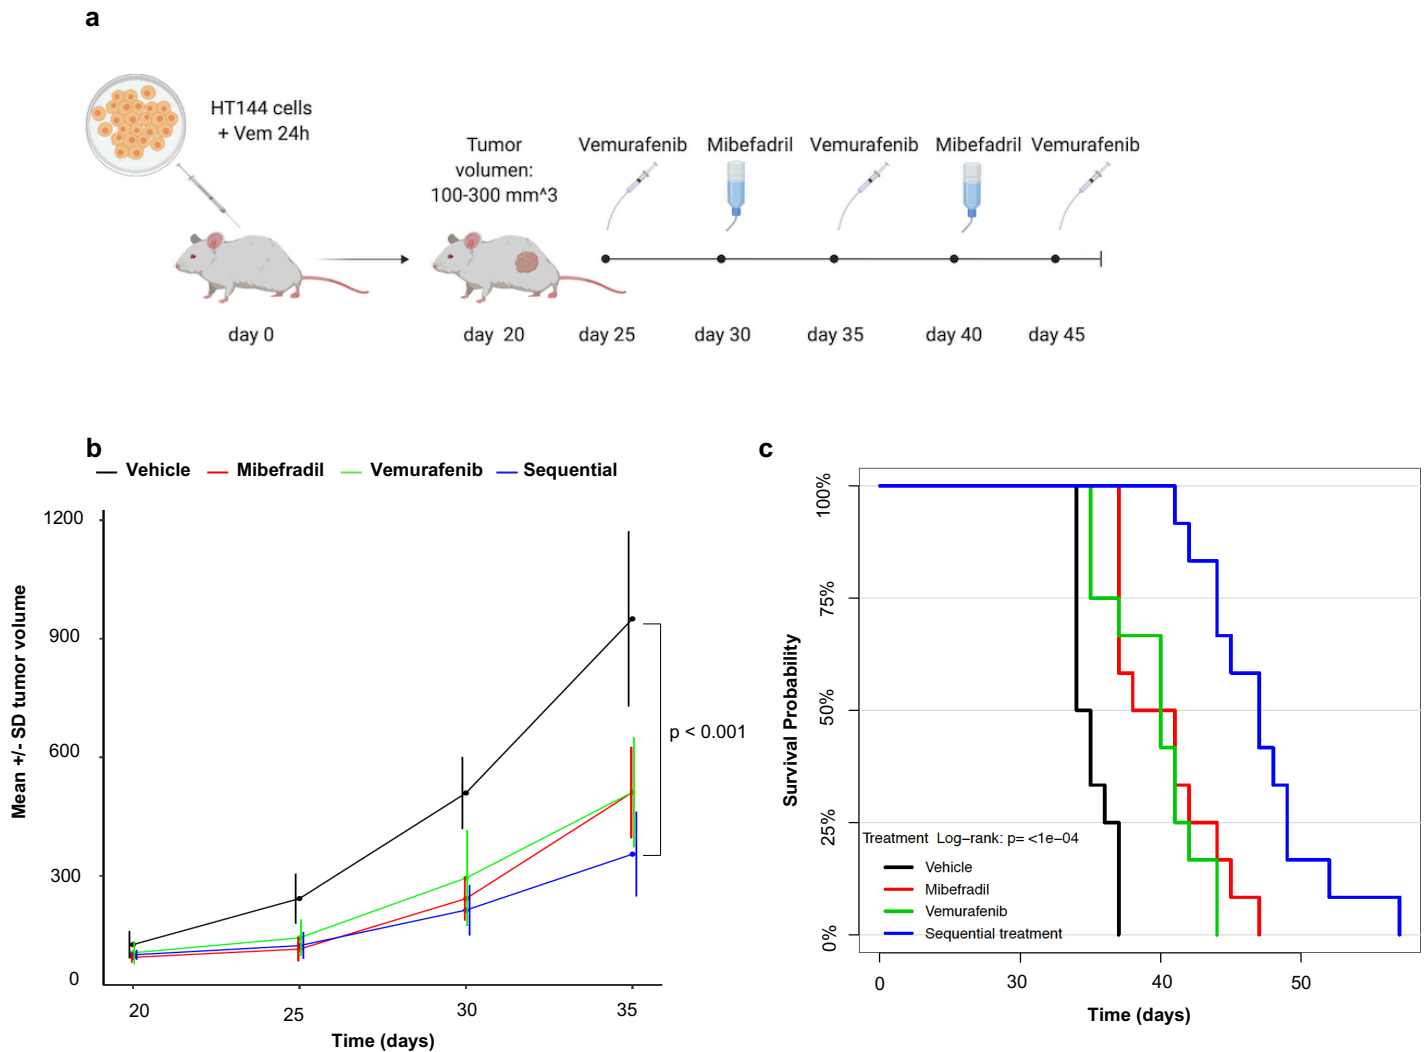 a
HT144 cells
+ Vem 24h
Tumor
volumen:
100-300 mm^3
Vemurafenib
Mibefadril
Vemurafenib
Mibefadril
Vemurafenib
day 0
day 20
day 25
day 30
day 35
day 40
day 45
b
Vehicle
Mibefradil
Vemurafenib
Sequential
Mean +/- SD tumor volume
1200
900
600
300
0
p < 0.001
20
25
30
35
Time (days)
c
Survival Probability
100%
75%
50%
25%
0%
Treatment Log–rank: p= <1e−04
Vehicle
Mibefradil
Vemurafenib
Sequential treatment
0
30
40
50
Time (days)